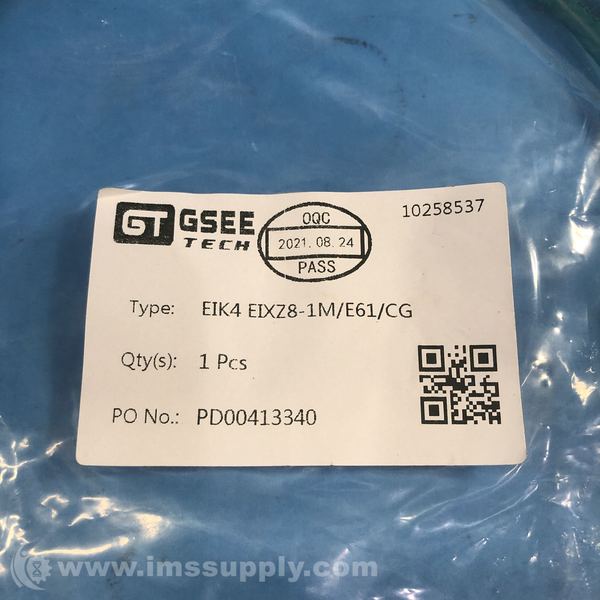 GT GSEE TECH
OQC
2021.08.24
PASS
10258537
Type: EIK4 EIXZ8-1M/E61/CG
Qty(s): 1 Pcs
PO No.: PD00413340
www.imssupply.com